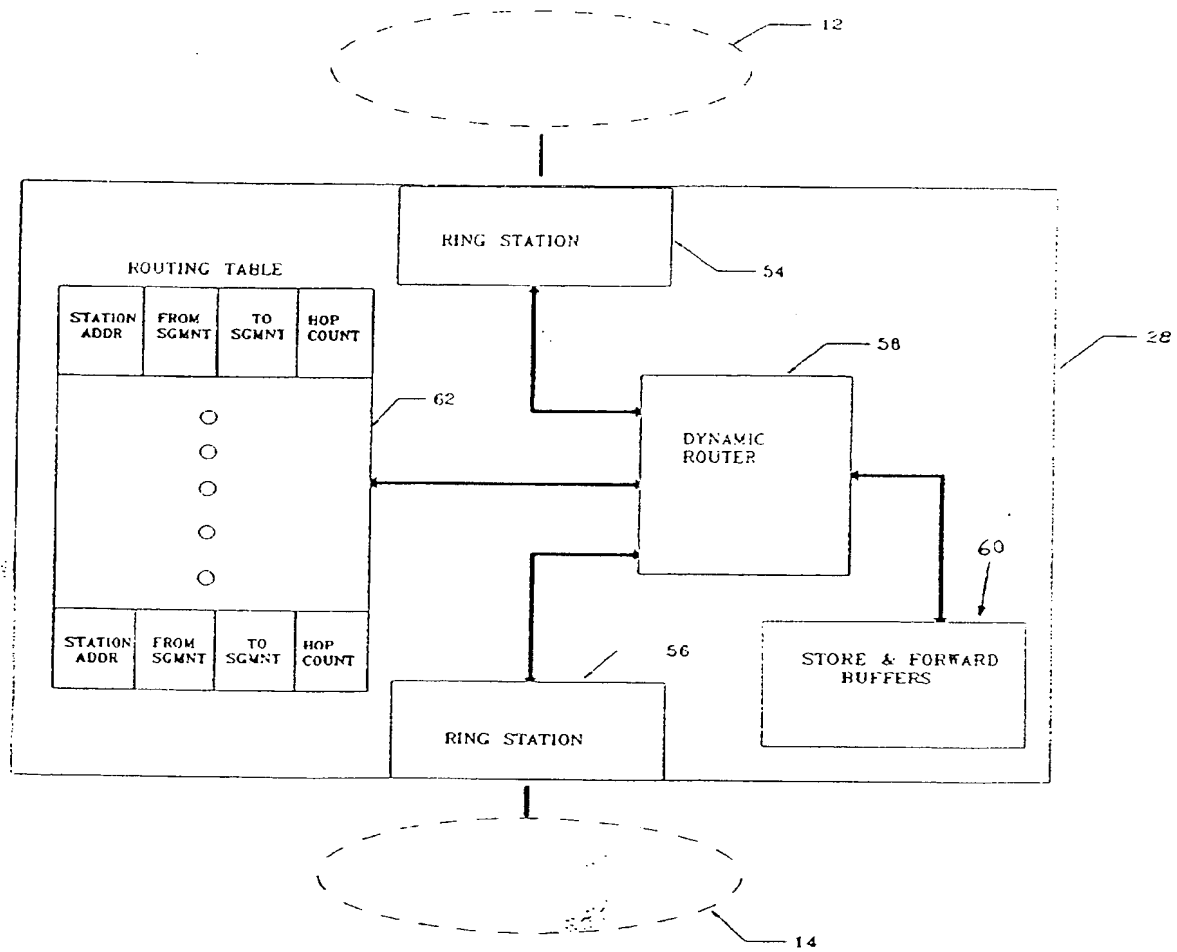 12
RING STATION
54
ROUTING TABLE
STATION ADDR
FROM SGMNT
TO SGMNT
HOP COUNT
28
58
62
DYNAMIC
ROUTER
60
STATION ADDR
FROM SGMNT
TO SGMNT
HOP COUNT
56
STORE & FORWARD
BUFFERS
RING STATION
14